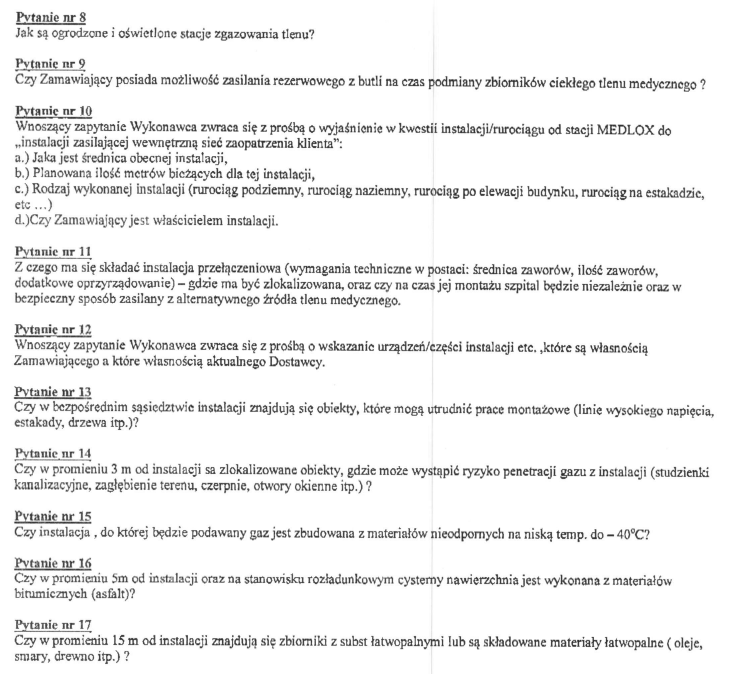 Pytanie nr 8
Jak są ogrodzone i oświetlone stacje zgazowania tlenu?
Pytanie nr 9
Czy Zamawiający posiada możliwość zasilania rezerwowego z butli na czas podmiany zbiorników ciekłego tlenu medycznego ?
Pytanie nr 10
Wnoszący zapytanie Wykonawca zwraca się z prośbą o wyjaśnienie w kwestii instalacji/rurociągu od stacji MEDLOX do
„instalacji zasilającej wewnętrzną sieć zaopatrzenia klienta”:
a.) Jaka jest średnica obecnej instalacji,
b.) Planowana ilość metrów bieżących dla tej instalacji,
c.) Rodzaj wykonanej instalacji (rurociąg podziemny, rurociąg naziemny, rurociąg po elewacji budynku, rurociąg na estakadzie,
etc ...)
d.)Czy Zamawiający jest właścicielem instalacji.
Pytanie nr 11
Z czego ma się składać instalacja przełączeniowa (wymagania techniczne w postaci: średnica zaworów, ilość zaworów,
dodatkowe oprzyrządowanie) – gdzie ma być zlokalizowana, oraz czy na czas jej montażu szpital będzie niezależnie oraz w
bezpieczny sposób zasilany z alternatywnego źródła tlenu medycznego.
Pytanie nr 12
Wnoszący zapytanie Wykonawca zwraca się z prośbą o wskazanie urządzeń/części instalacji etc. ,które są własnością
Zamawiającego a które własnością aktualnego Dostawcy.
Pytanie nr 13
Czy w bezpośrednim sąsiedztwie instalacji znajdują się obiekty, które mogą utrudnić prace montażowe (linie wysokiego napięcia,
estakady, drzewa itp.)?
Pytanie nr 14
Czy w promieniu 3 m od instalacji sa zlokalizowane obiekty, gdzie może wystąpić ryzyko penetracji gazu z instalacji (studzienki
kanalizacyjne, zagłębienie terenu, czerpnie, otwory okienne itp.) ?
Pytanie nr 15
Czy instalacja , do której będzie podawany gaz jest zbudowana z materiałów nieodpornych na niską temp. do – 40°C?
Pytanie nr 16
Czy w promieniu 5m od instalacji oraz na stanowisku rozładunkowym cysterny nawierzchnia jest wykonana z materiałów
bitumicznych (asfalt)?
Pytanie nr 17
Czy w promieniu 15 m od instalacji znajdują się zbiorniki z subst łatwopalnymi lub są składowane materiały łatwopalne ( oleje,
smary, drewno itp.) ?